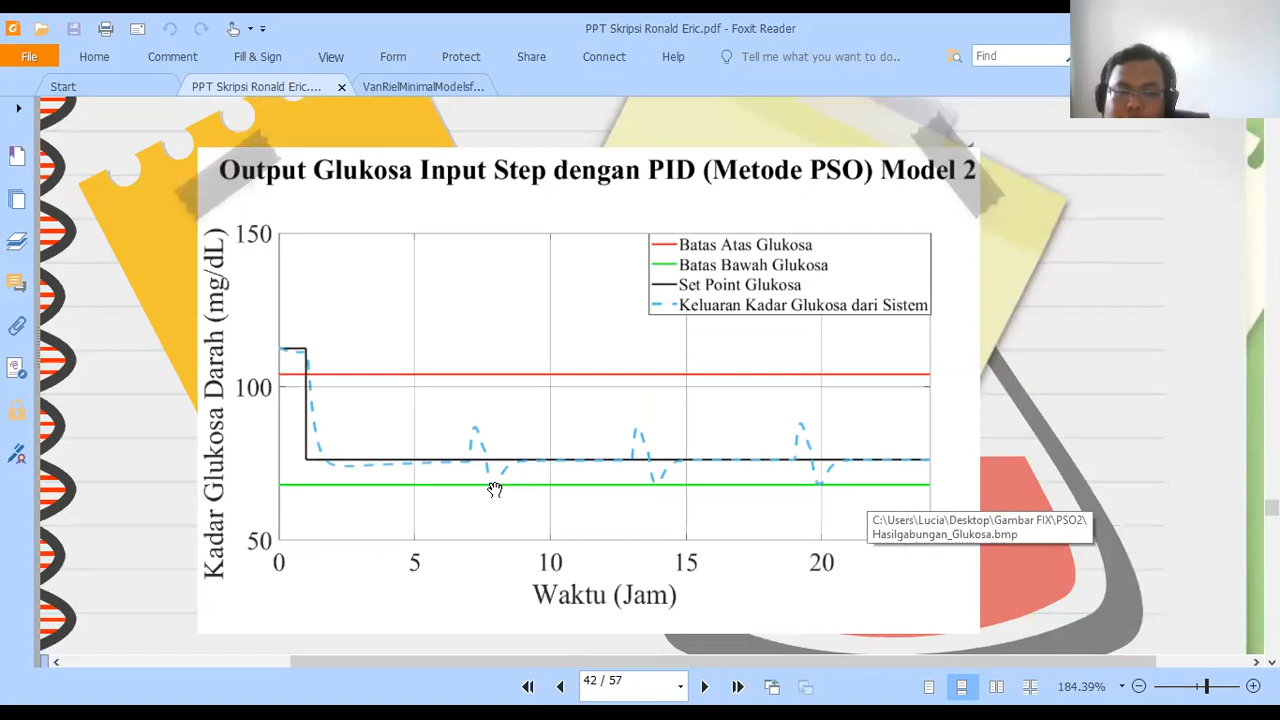 PPT Skripsi Ronald Eric.pdf - Foxit Reader
File Home Comment Fill & Sign View Form Protect Share Connect Help Tell me what you want to do.. Find
Start PPT Skripsi Ronald Eric.... VanRielMinimalModelsf...
Output Glukosa Input Step dengan PID (Metode PSO) Model 2
Kadar Glukosa Darah (mg/dL)
150
100
50
Batas Atas Glukosa
Batas Bawah Glukosa
Set Point Glukosa
Keluaran Kadar Glukosa dari Sistem
C:\Users\Lucia\Desktop\Gambar FIX\PSO2\
Hasilgabungan_Glukosa.bmp
0 5 10 15 20
Waktu (Jam)
42 / 57
184.39%